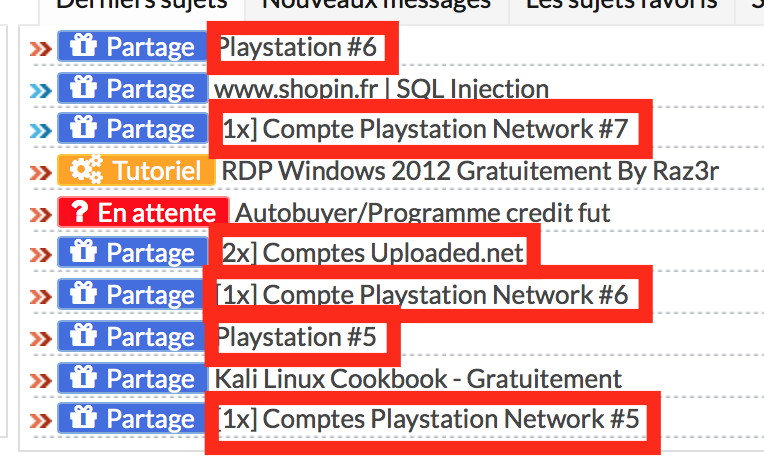 Derniers sujets Nouveaux messages Les sujets favoris
Partage Playstation #6
Partage www.shopin.fr | SQL Injection
Partage 1x] Compte Playstation Network #7
Tutoriel RDP Windows 2012 Gratuitement By Raz3r
? En attente Autobuyer/Programme credit fut
Partage 2x] Comptes Uploaded.net
Partage [1x] Compte Playstation Network #6
Partage Playstation #5
Partage Kali Linux Cookbook - Gratuitement
Partage [1x] Comptes Playstation Network #5